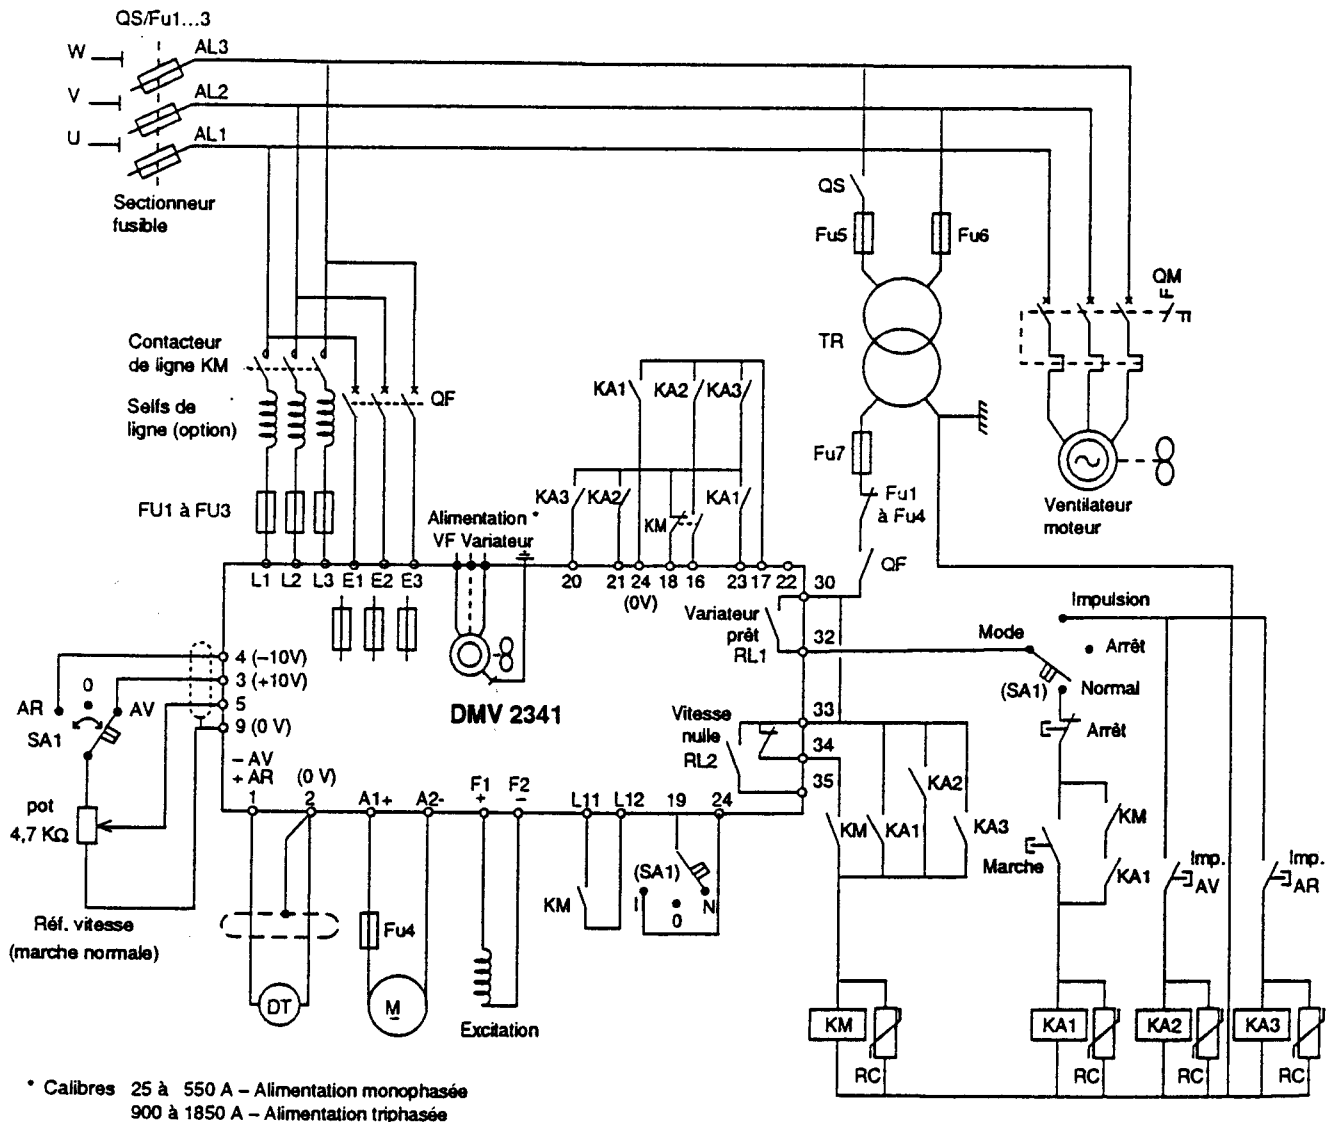 QS/Fu1...3
W
AL3
V
AL2
U
AL1
Sectionneur
fusible
QS
Fu5
Fu6
QM
TR
Contacteur
de ligne KM
Selfs de
ligne (option)
QF
KA1
KA2
KA3
Fu7
Fu1
à Fu4
Ventilateur
moteur
FU1 à FU3
Alimentation *
VF Variateur
KA3
KA2
KM
KA1
QF
L1
L2
L3
E1
E2
E3
20
21
24
(0V)
18
16
23
17
22
30
Variateur
prêt
RL1
32
Impulsion
Mode
Arrêt
(SA1)
Normal
Arrêt
4 (–10V)
3 (+10V)
5
9 (0 V)
AR
0
AV
SA1
DMV 2341
Vitesse
nulle
RL2
33
34
35
– AV
+ AR
(0 V)
1
2
A1+
A2-
F1
+
F2
–
L11
L12
19
24
pot
4,7 KΩ
KM
KA1
KA2
KA3
Marche
KM
KA1
Imp.
AV
Imp.
AR
KM
(SA1)
I
0
N
Réf. vitesse
(marche normale)
Fu4
DT
M
Excitation
KM
RC
KA1
RC
KA2
RC
KA3
RC
* Calibres 25 à 550 A – Alimentation monophasée
900 à 1850 A – Alimentation triphasée